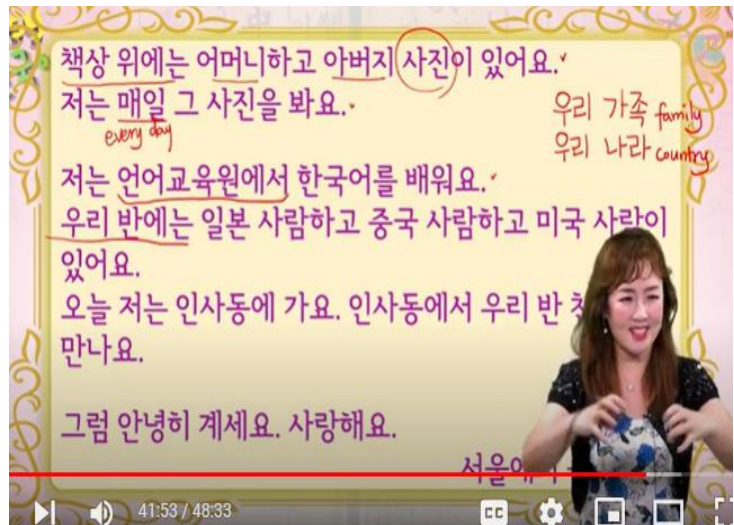 책상 위에는 어머니하고 아버지 사진이 있어요.
저는 매일 그 사진을 봐요.
every day
우리 가족 family
우리 나라 country
저는 언어교육원에서 한국어를 배워요.
우리 반에는 일본 사람하고 중국 사람하고 미국 사람이
있어요.
오늘 저는 인사동에 가요. 인사동에서 우리 반
만나요.
그럼 안녕히 계세요. 사랑해요.
41:53 / 48:33
CC